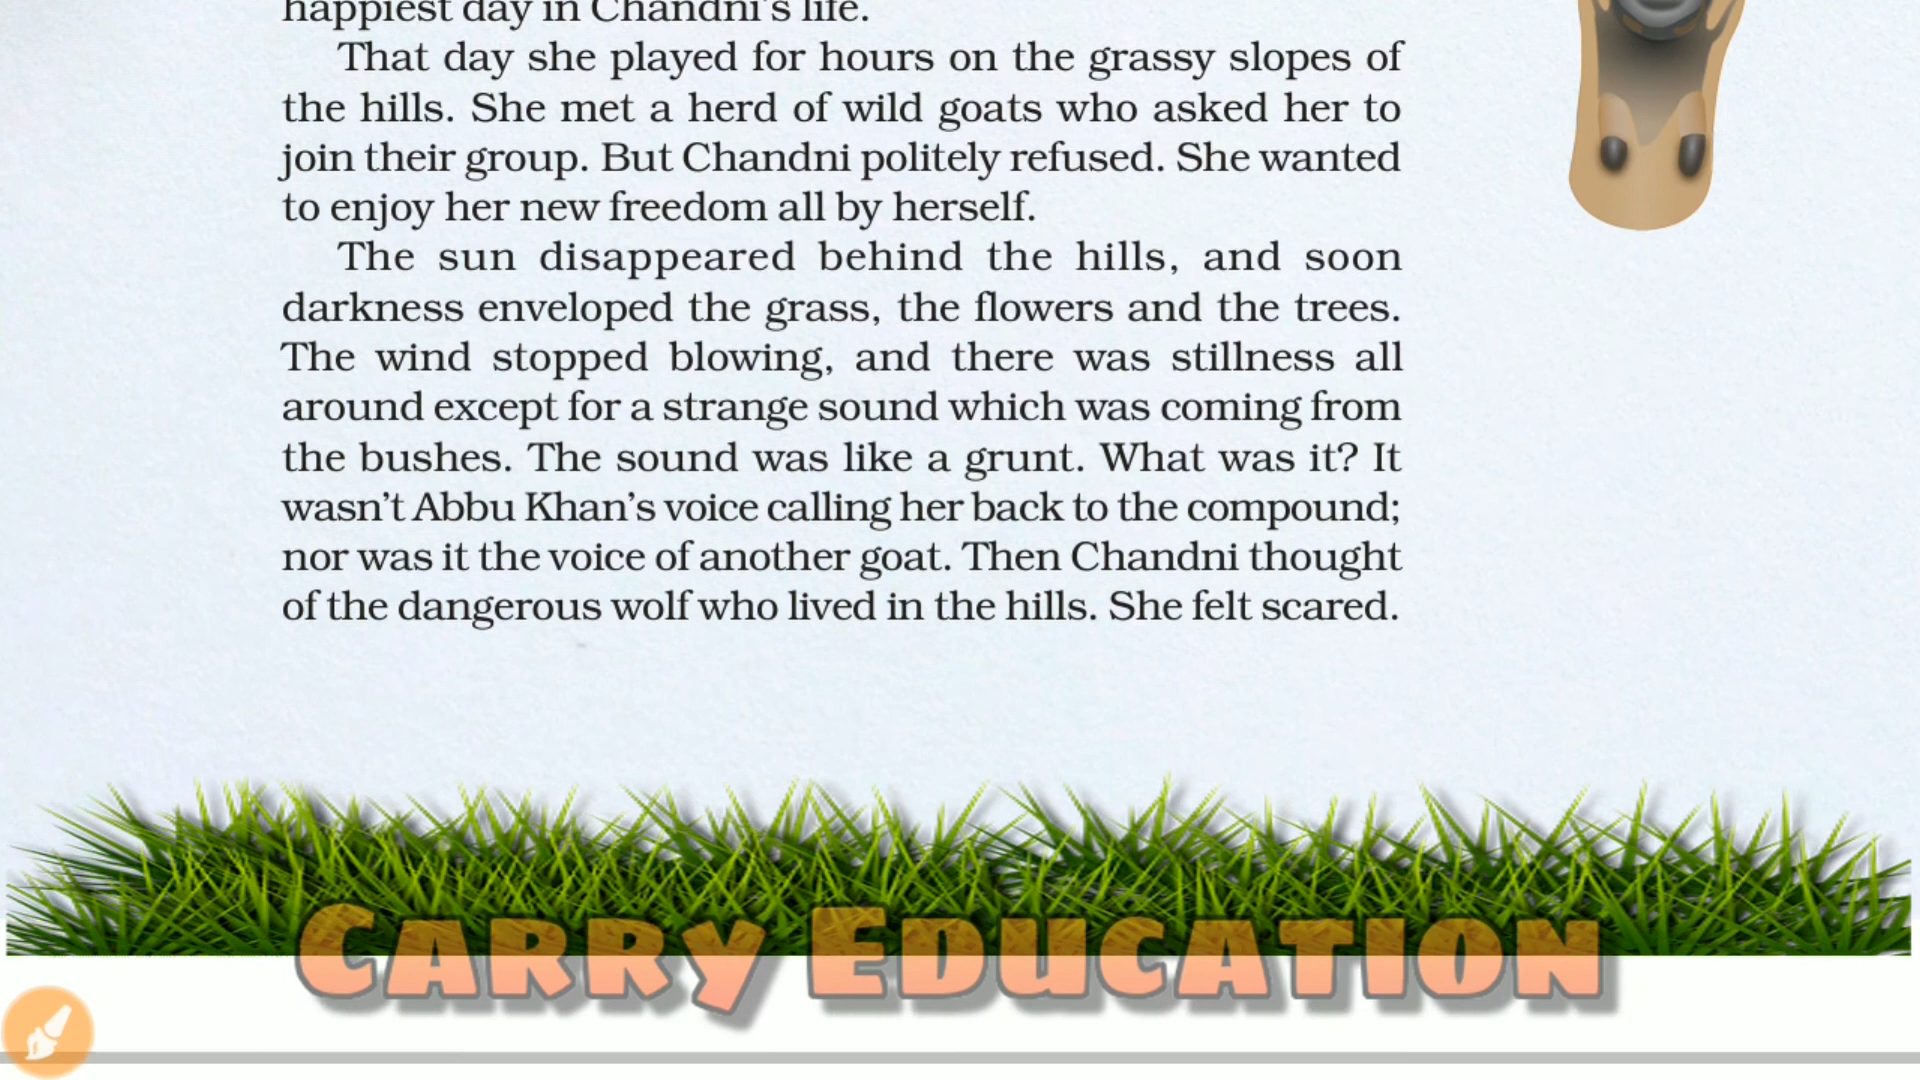 happiest day in Chandni's life.
That day she played for hours on the grassy slopes of
the hills. She met a herd of wild goats who asked her to
join their group. But Chandni politely refused. She wanted
to enjoy her new freedom all by herself.
The sun disappeared behind the hills, and soon
darkness enveloped the grass, the flowers and the trees.
The wind stopped blowing, and there was stillness all
around except for a strange sound which was coming from
the bushes. The sound was like a grunt. What was it? It
wasn't Abbu Khan's voice calling her back to the compound;
nor was it the voice of another goat. Then Chandni thought
of the dangerous wolf who lived in the hills. She felt scared.
CARRY EDUCATION